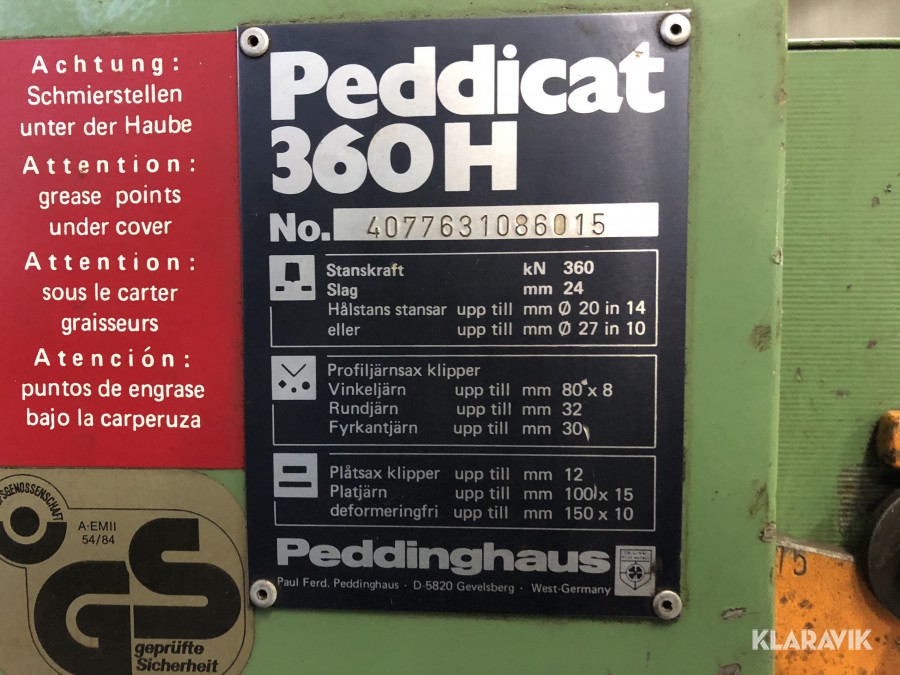 Achtung:
Schmierstellen
unter der Haube
Attention:
grease points
under cover
Attention:
sous le carter
graisseurs
Atención:
puntos de engrase
bajo la carperuza
A-EMII
54/84
GS
geprüfte
Sicherheit
Peddicat
360H
No. 4077631086015
Stanskraft kN 360
Slag mm 24
Hålstans stansar upp till mm Ø 20 in 14
eller upp till mm Ø 27 in 10
Profiljärnsax klipper
Vinkeljärn upp till mm 80 x 8
Rundjärn upp till mm 32
Fyrkantjärn upp till mm 30
Plåtsax klipper upp till mm 12
Platjärn upp till mm 100 x 15
deformeringfri upp till mm 150 x 10
Peddinghaus
Paul Ferd. Peddinghaus · D-5820 Gevelsberg · West-Germany
15
KLARAVIK